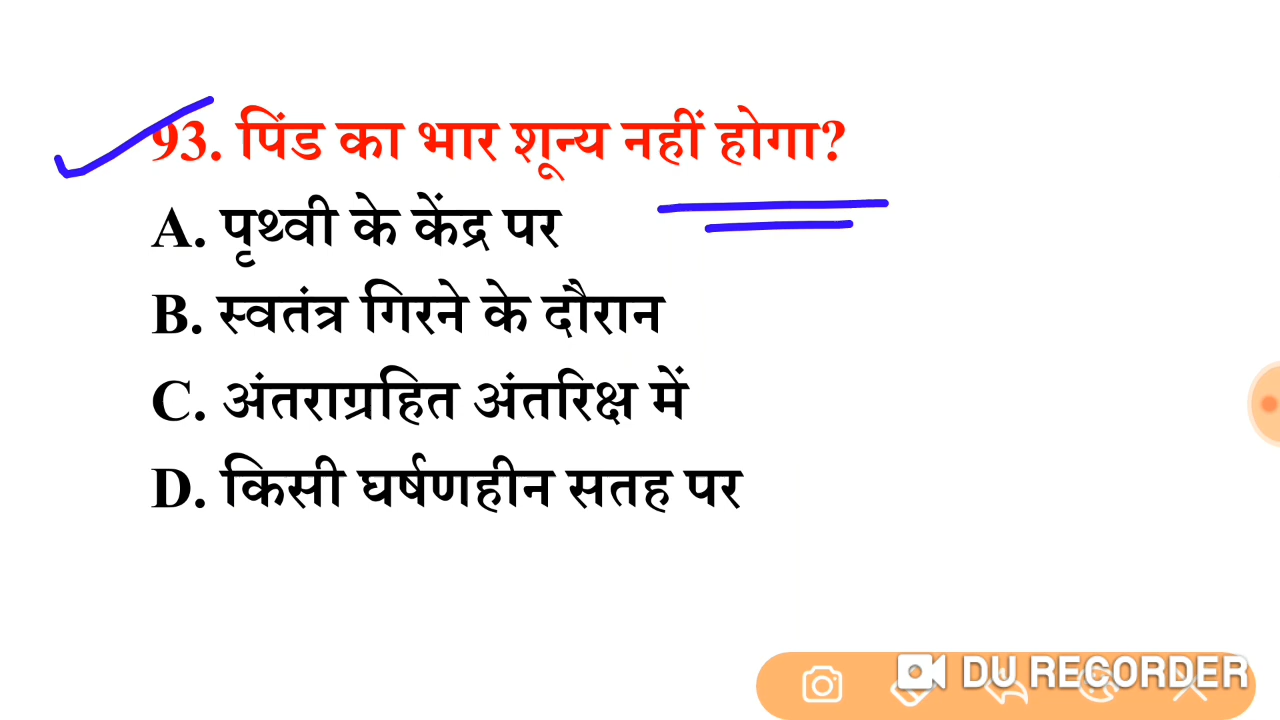 93. पिंड का भार शून्य नहीं होगा?
A. पृथ्वी के केंद्र पर
B. स्वतंत्र गिरने के दौरान
C. अंतराग्रहित अंतरिक्ष में
D. किसी घर्षणहीन सतह पर
DU RECORDER